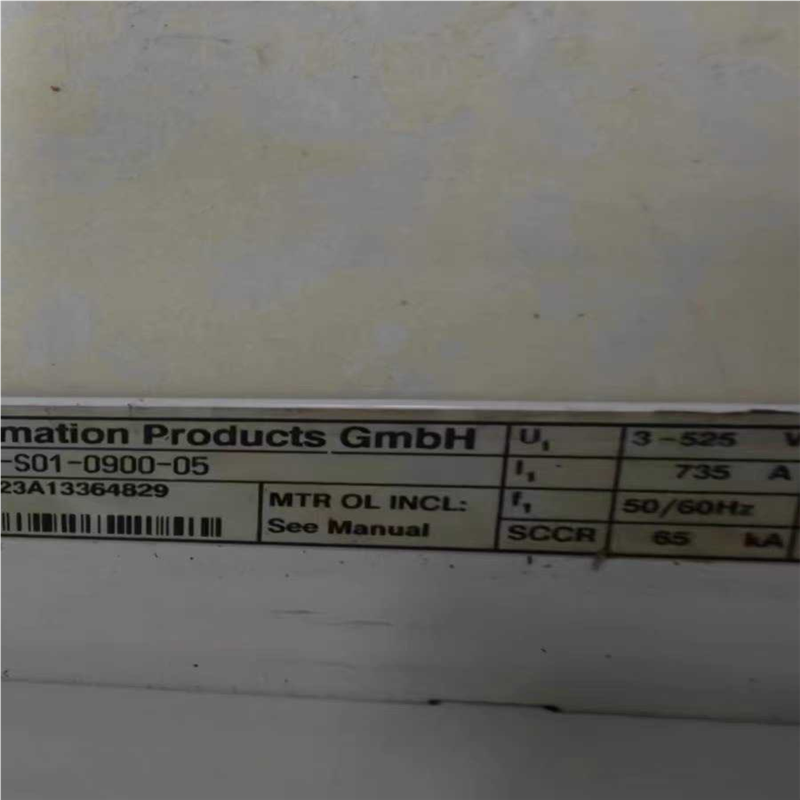 mation Products GmbH
-S01-0900-05
23A13364829
MTR OL INCL:
See Manual
U₁ 3~525 V
I₁ 735 A
f₁ 50/60Hz
SCCR 65 kA